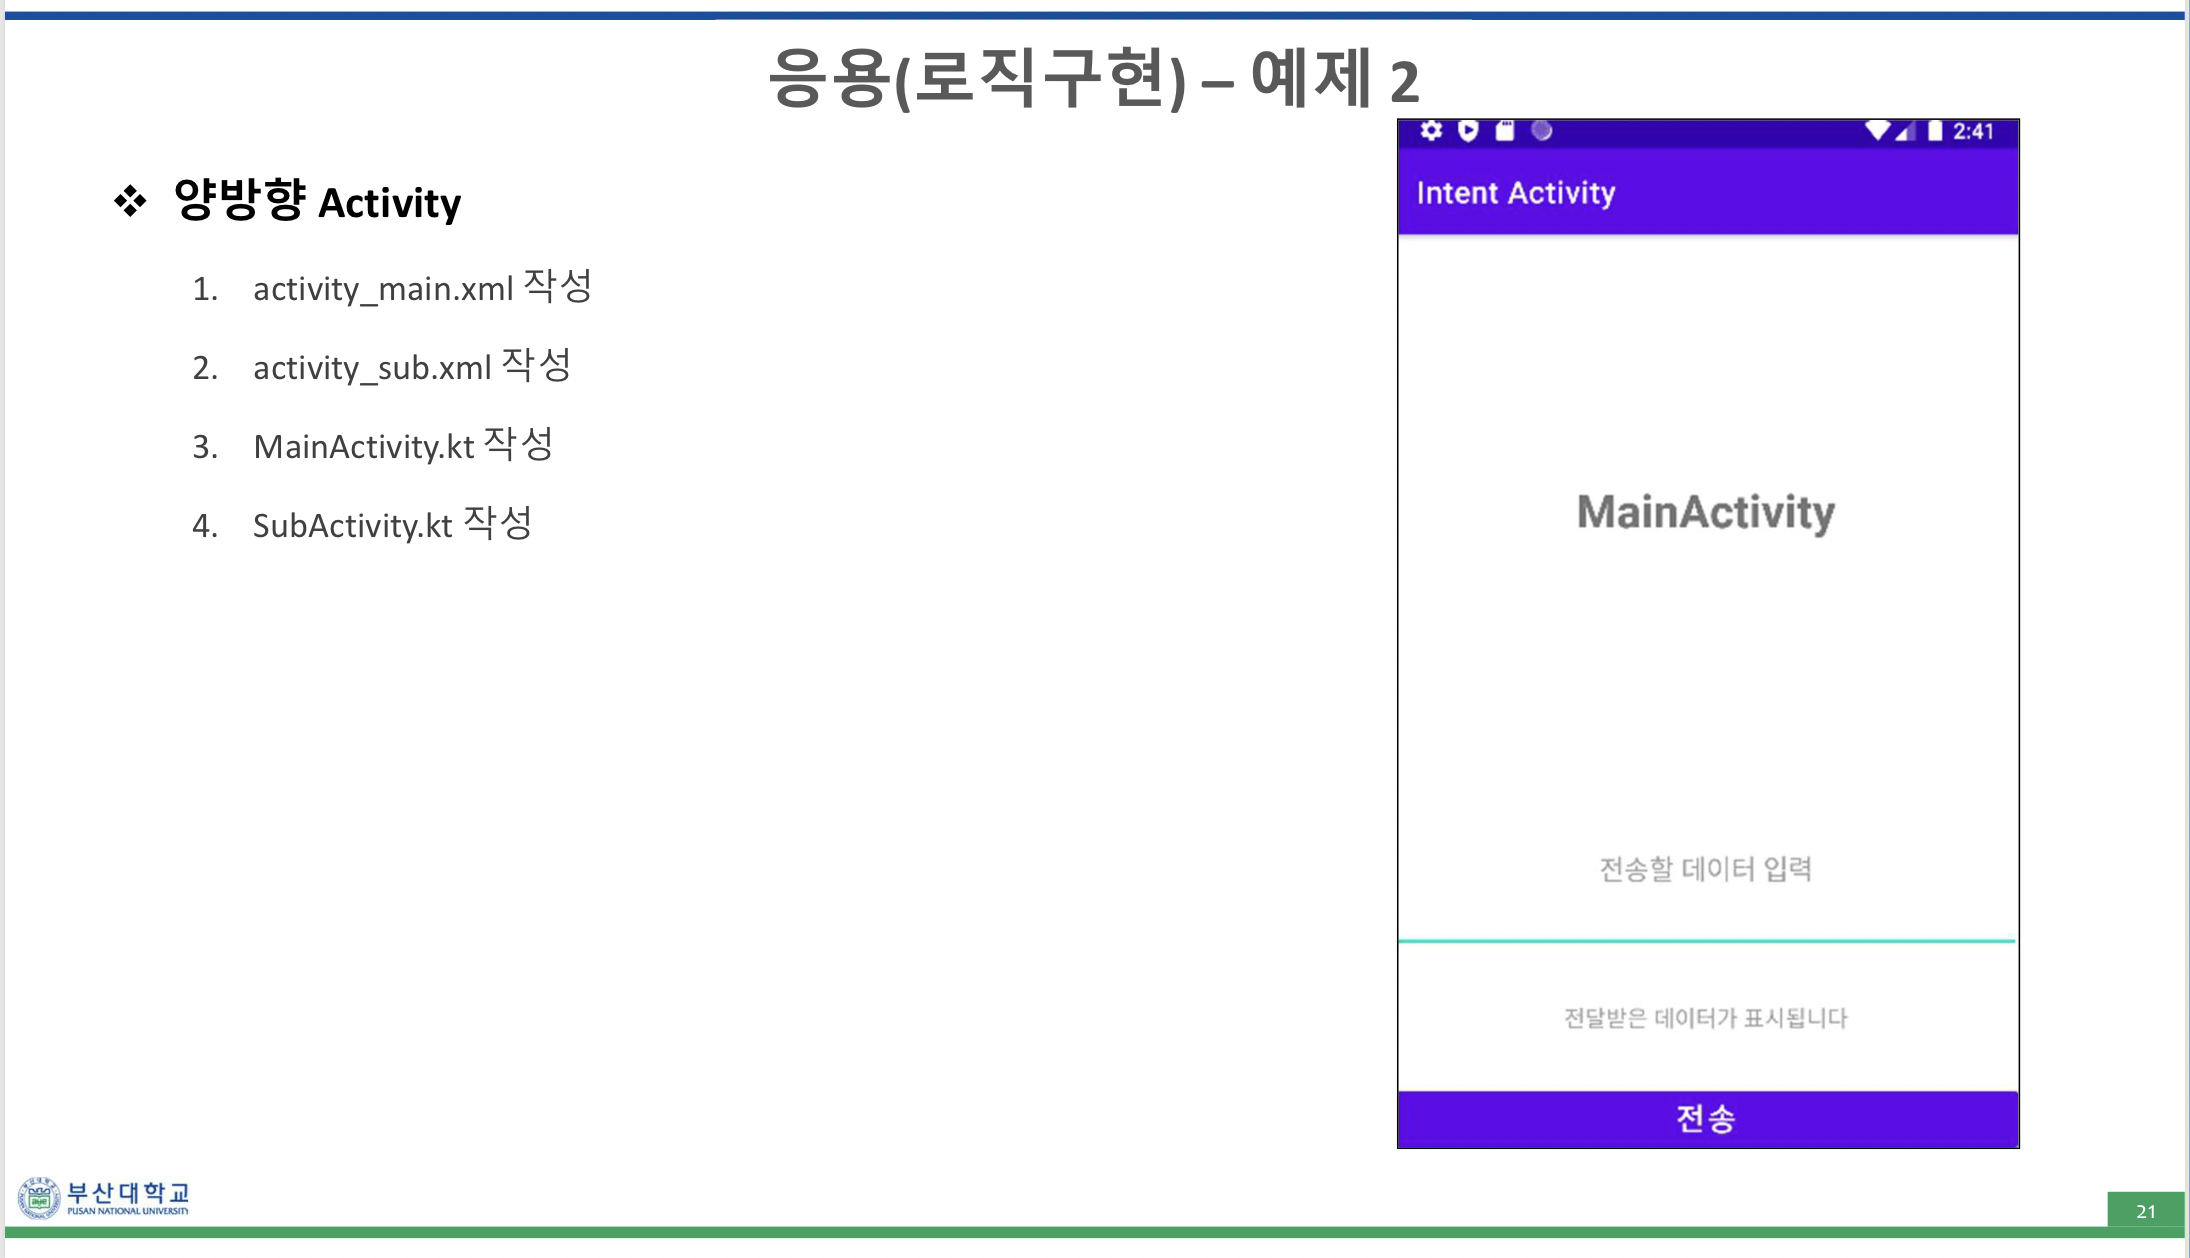 응용(로직구현) – 예제 2
❖ 양방향 Activity
1. activity_main.xml 작성
2. activity_sub.xml 작성
3. MainActivity.kt 작성
4. SubActivity.kt 작성
2:41
Intent Activity
MainActivity
전송할 데이터 입력
전달받은 데이터가 표시됩니다
전송
부산대학교
PUSAN NATIONAL UNIVERSITY
21